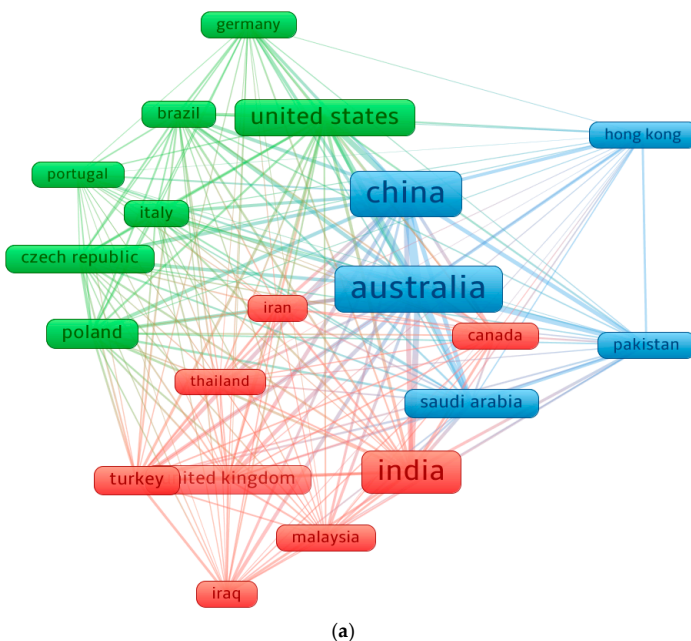 germany
brazil
united states
hong kong
portugal
china
italy
czech republic
australia
iran
poland
canada
pakistan
thailand
saudi arabia
india
turkey
nited kingdom
malaysia
iraq
(a)